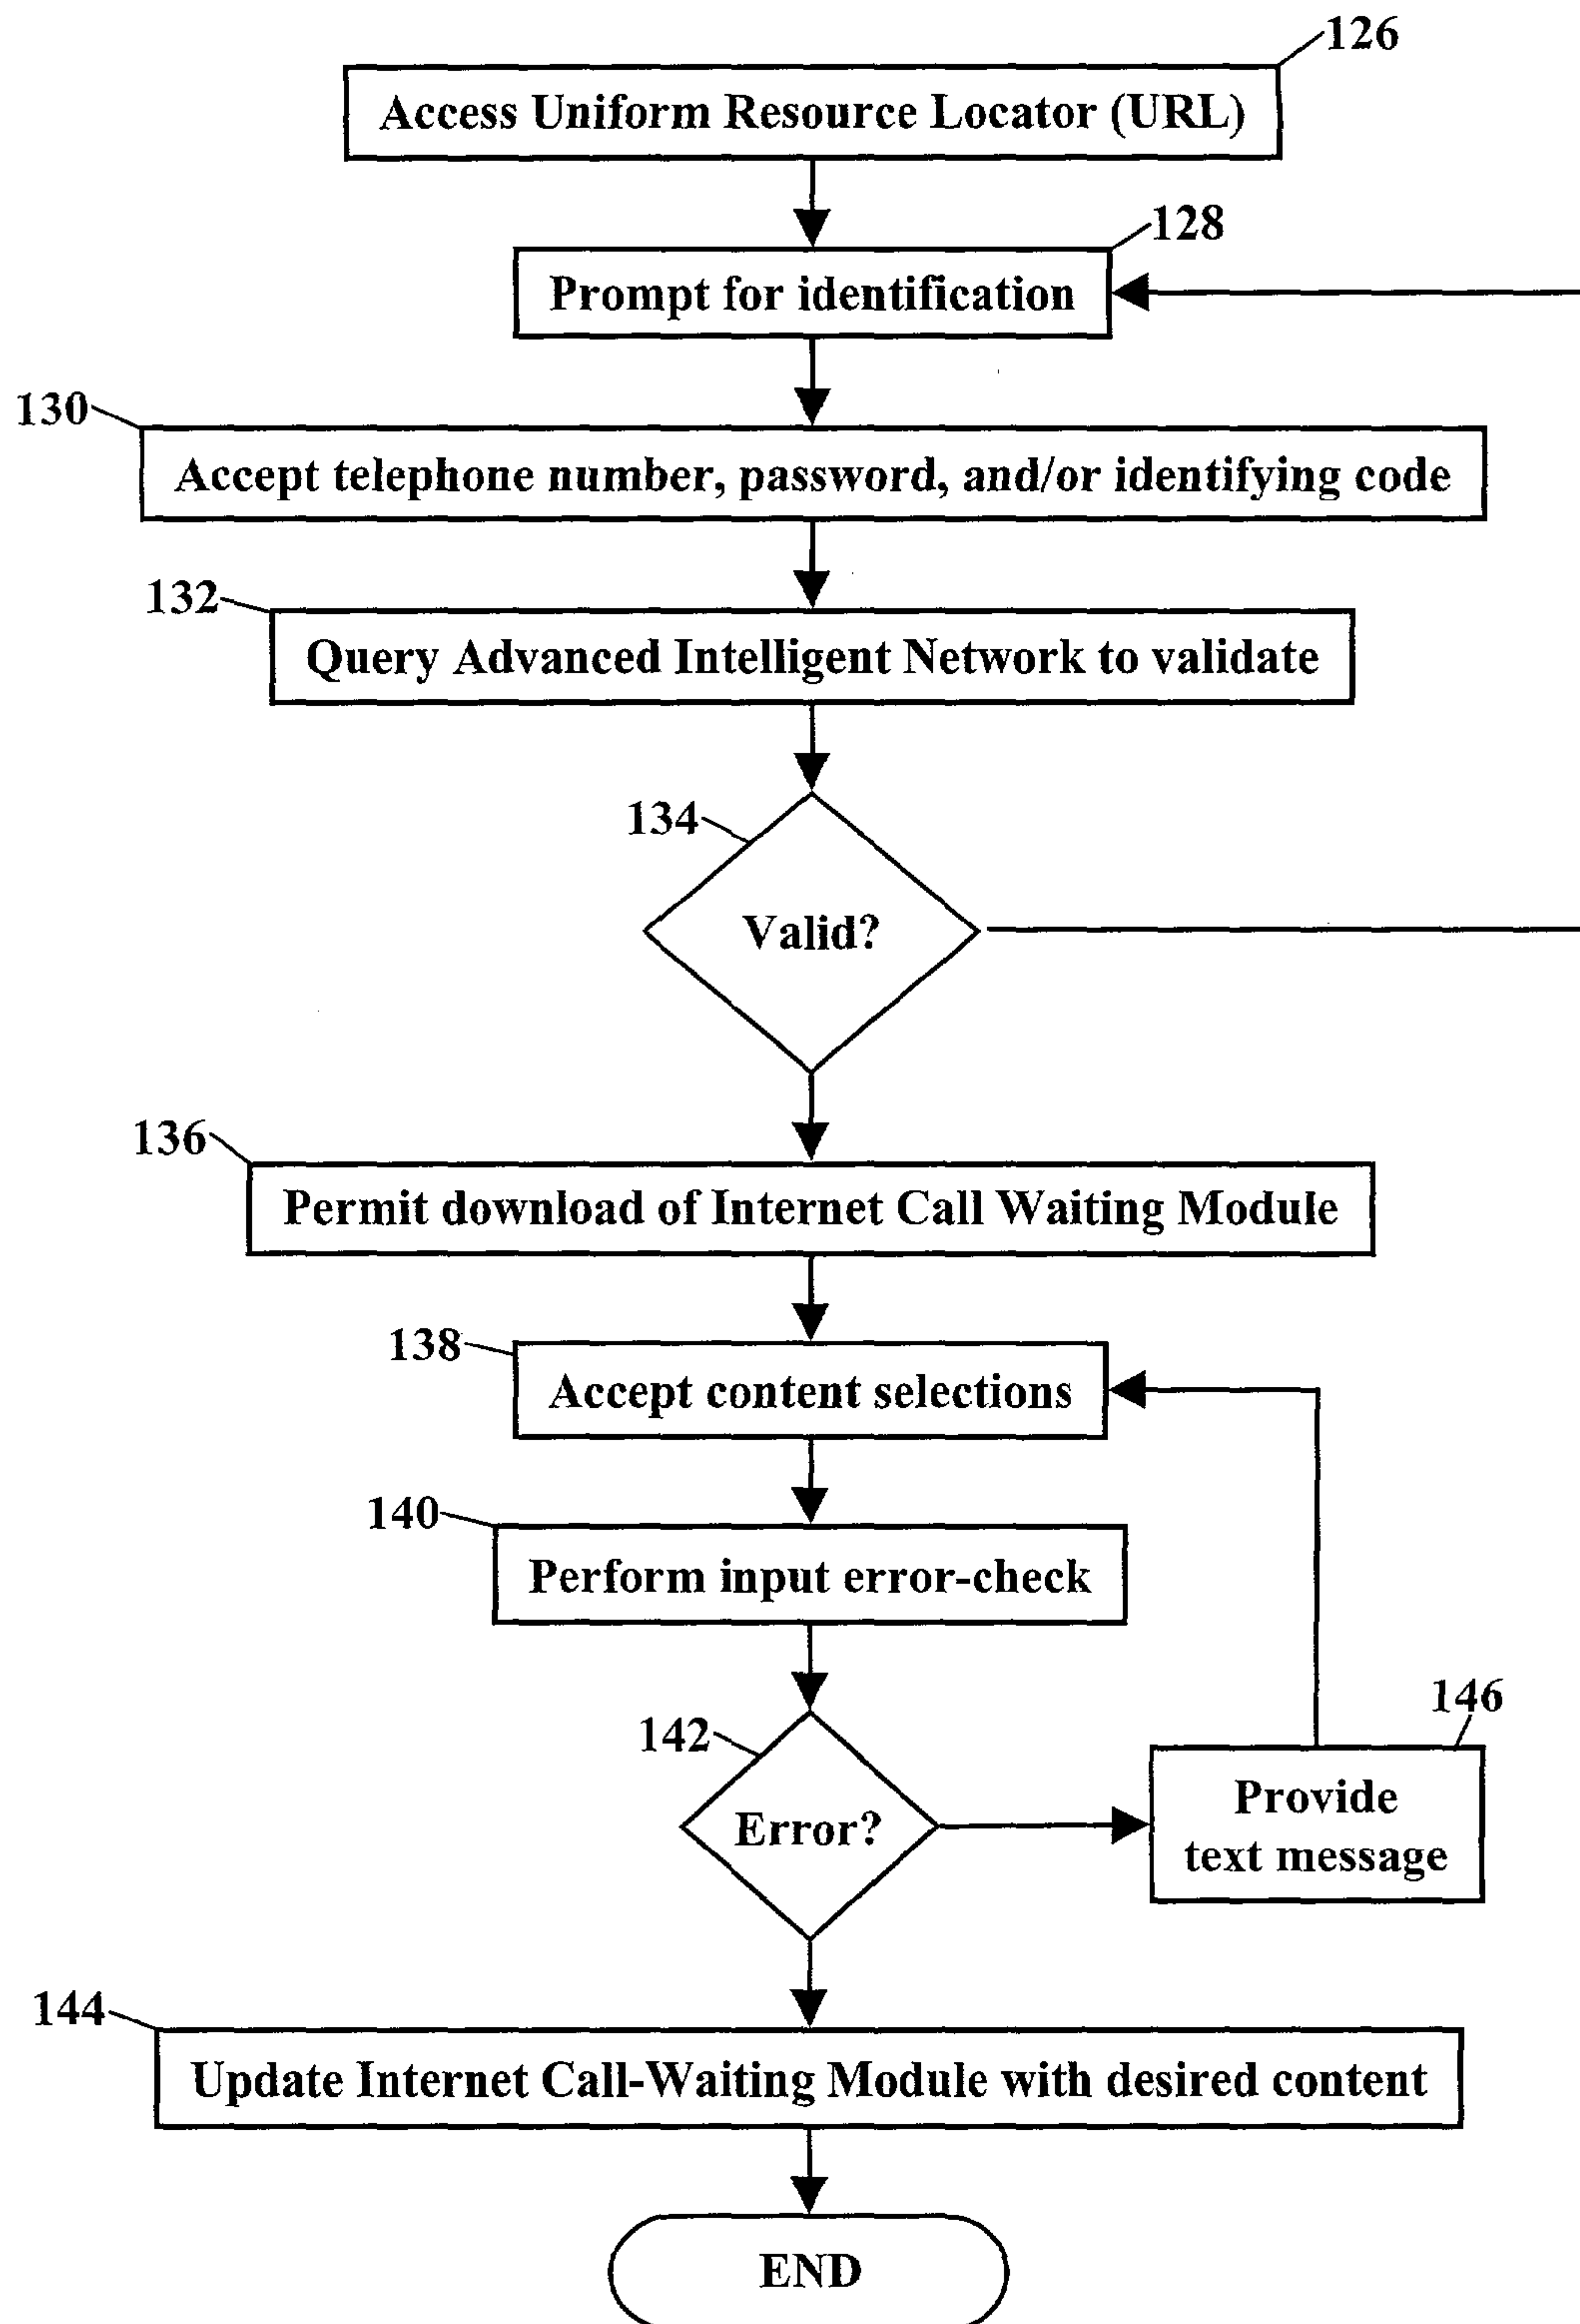 126
Access Uniform Resource Locator (URL)
128
Prompt for identification
130
Accept telephone number, password, and/or identifying code
132
Query Advanced Intelligent Network to validate
134
Valid?
136
Permit download of Internet Call Waiting Module
138
Accept content selections
140
Perform input error-check
142
Error?
146
Provide
text message
144
Update Internet Call-Waiting Module with desired content
END